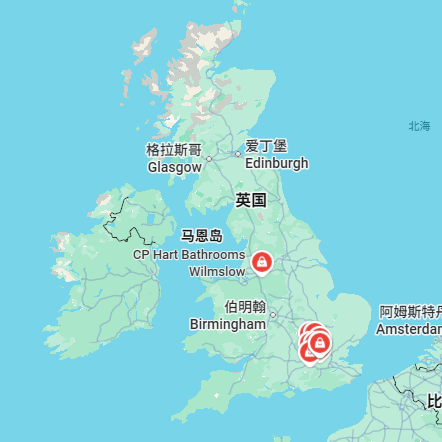 北海
格拉斯哥
Glasgow
爱丁堡
Edinburgh
英国
马恩岛
CP Hart Bathrooms
Wilmslow
伯明翰
Birmingham
阿姆斯特丹
Amsterdam
比